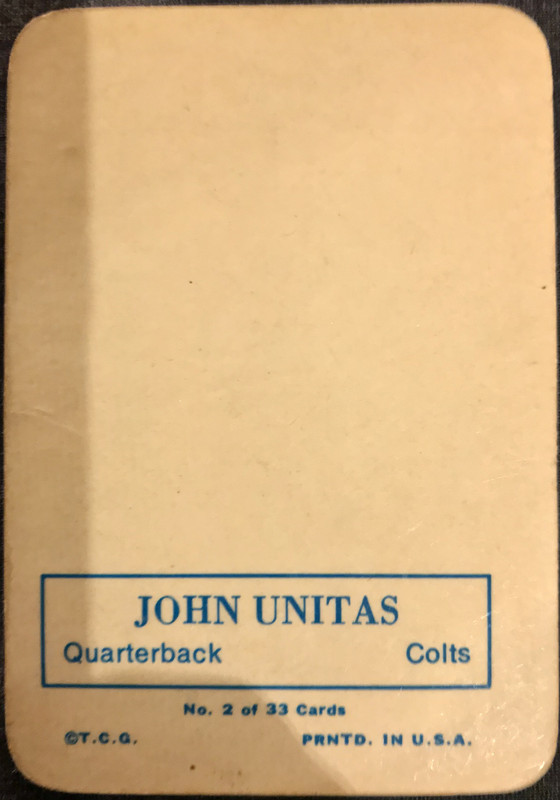 JOHN UNITAS
Quarterback Colts
No. 2 of 33 Cards
©T.C.G. PRNTD. IN U.S.A.